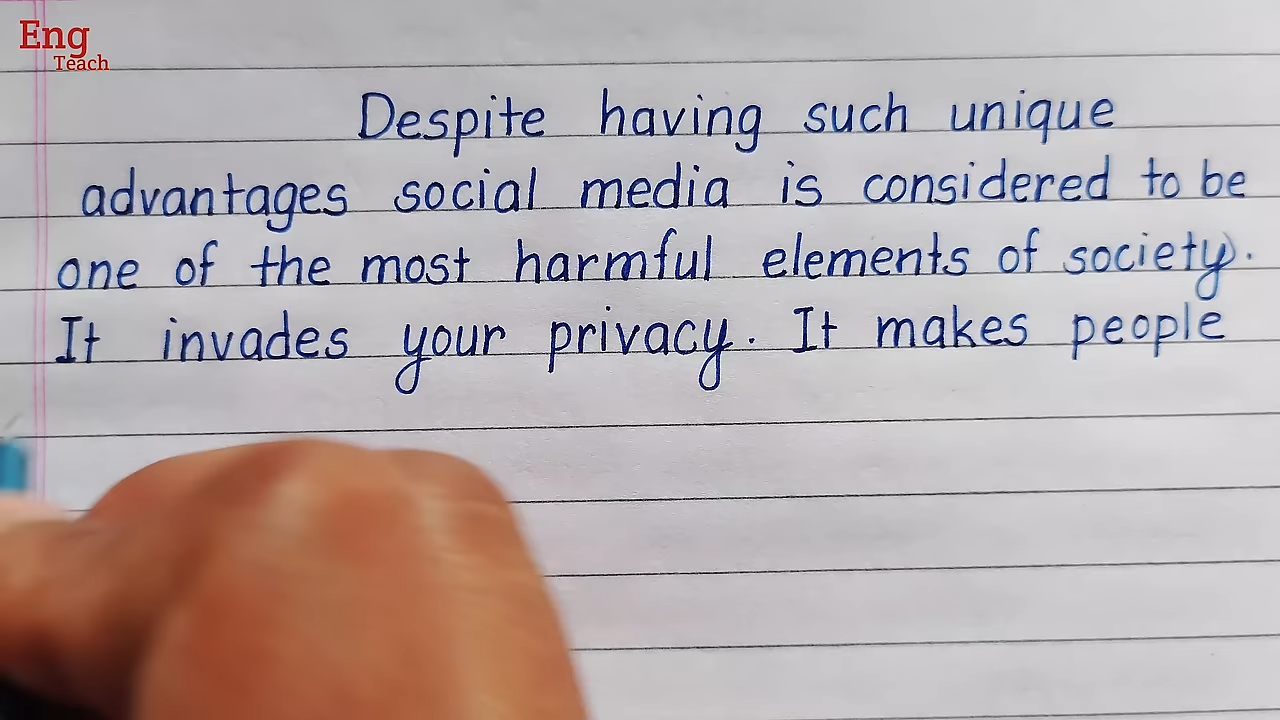 Eng
Teach
Despite having such unique
advantages social media is considered to be
one of the most harmful elements of society.
It invades your privacy. It makes people